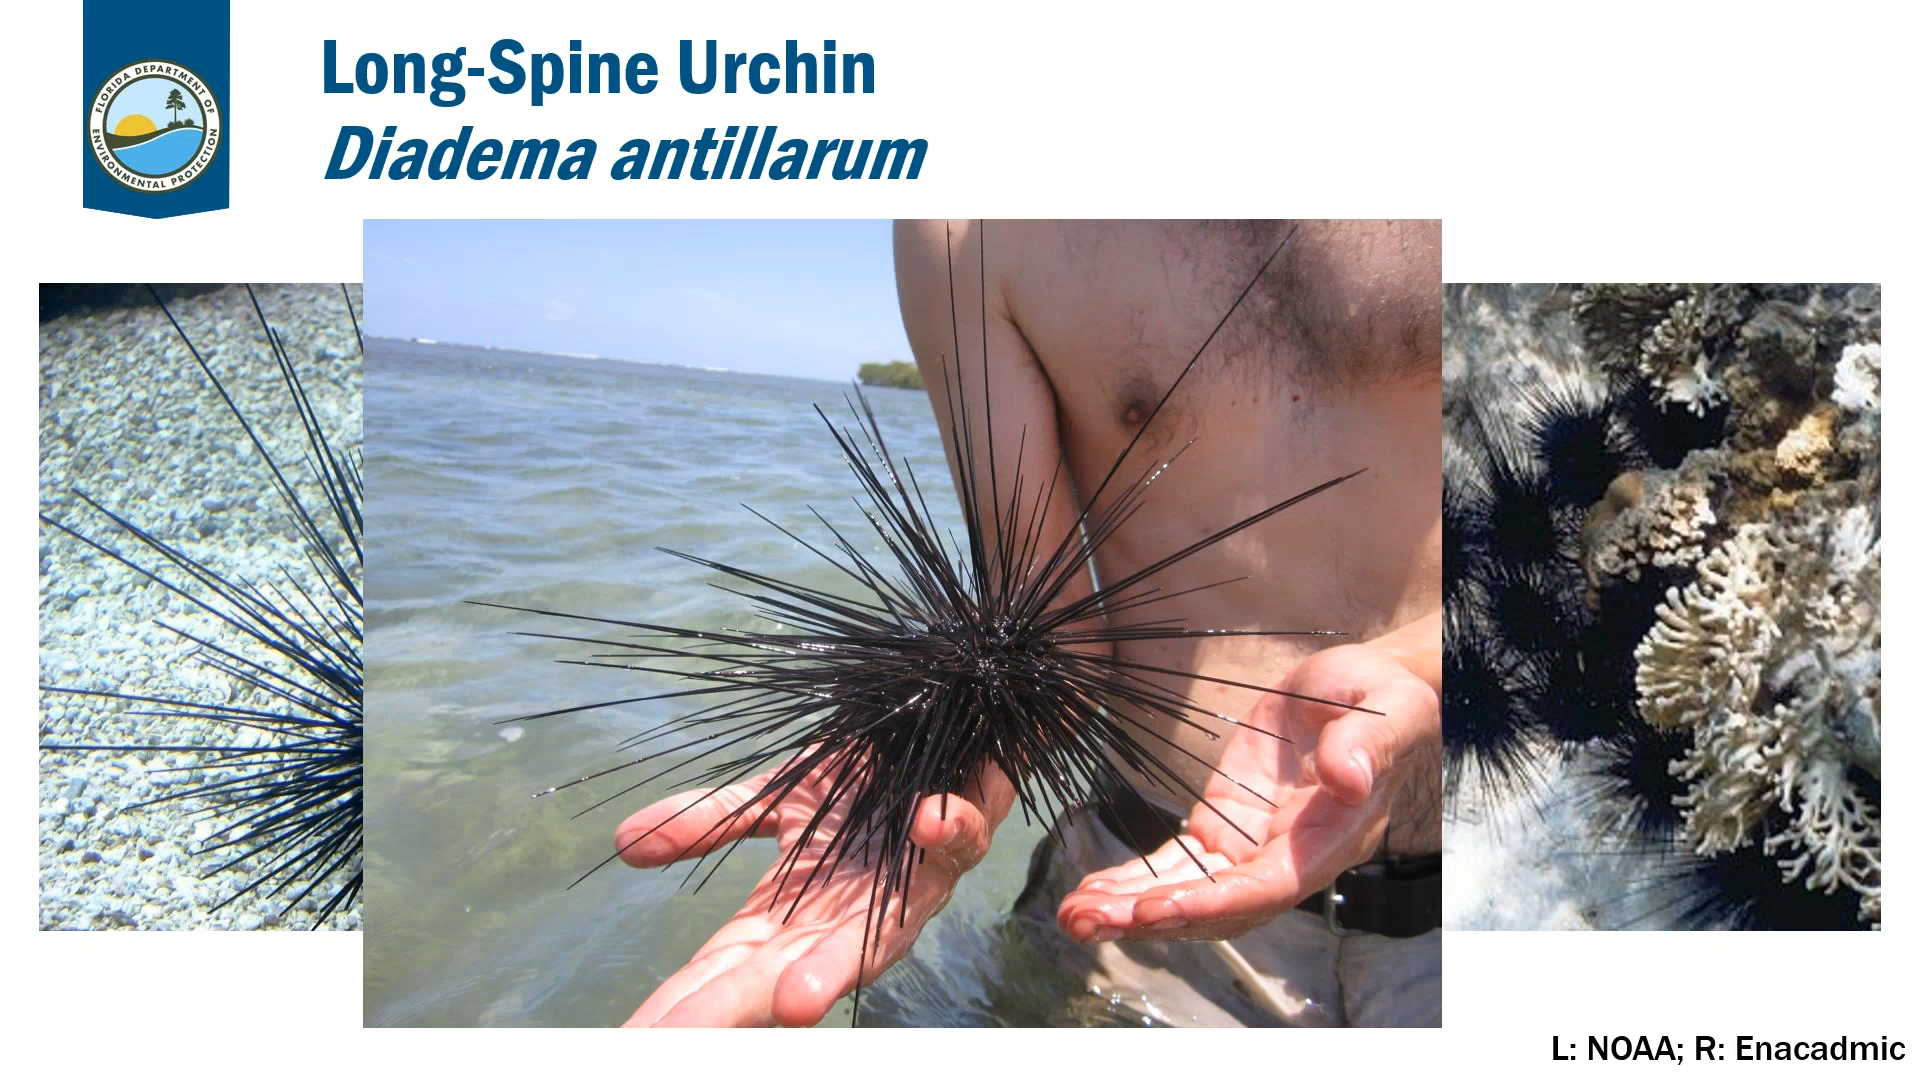 FLORIDA DEPARTMENT OF
ENVIRONMENTAL PROTECTION
Long-Spine Urchin
Diadema antillarum
L: NOAA; R: Enacadmic